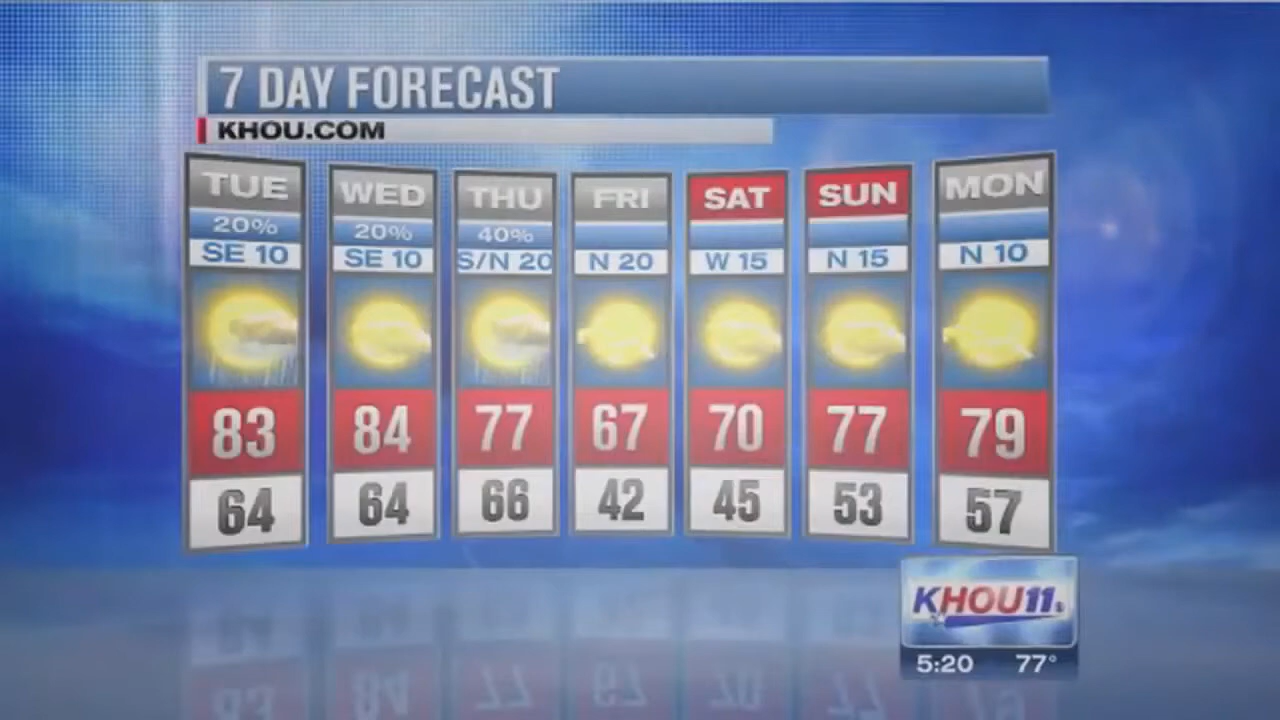 7 DAY FORECAST
KHOU.COM
TUE WED THU FRI SAT SUN MON
20% 20% 40%
SE 10 SE 10 S/N 20 N 20 W 15 N 15 N 10
83 84 77 67 70 77 79
64 64 66 42 45 53 57
KHOU11
5:20 77°